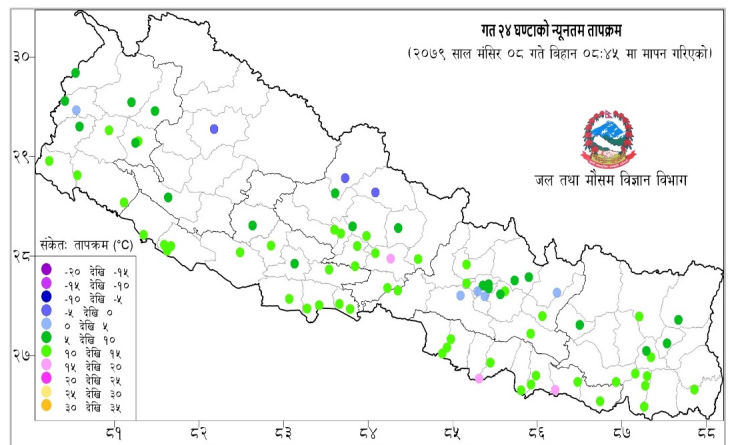 गत २४ घण्टाको न्यूनतम तापक्रम
(२०७९ साल मंसिर ०८ गते बिहान ०८:४५ मा मापन गरिएको)
३०
जल तथा मौसम विज्ञान विभाग
२९
२८
संकेतः तापक्रम (°C)
-२० देखि -१५
-१५ देखि -१०
-१० देखि -५
-५ देखि ०
० देखि ५
५ देखि १०
१० देखि १५
१५ देखि २०
२० देखि २५
२५ देखि ३०
३० देखि ३५
२७
८१ ८२ ८३ ८४ ८५ ८६ ८७ ८८